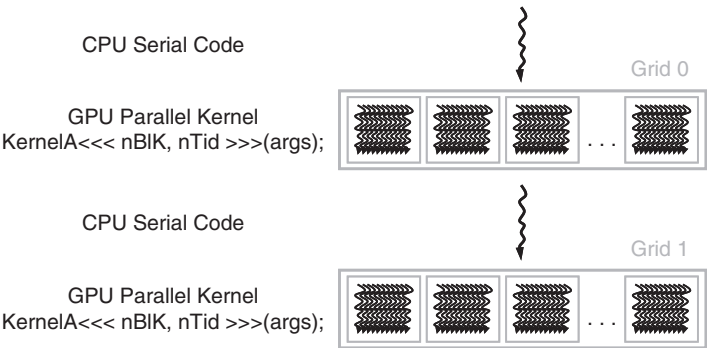 CPU Serial Code
Grid 0
GPU Parallel Kernel
KernelA<<< nBlK, nTid >>>(args);
. . .
CPU Serial Code
Grid 1
GPU Parallel Kernel
KernelA<<< nBlK, nTid >>>(args);
. . .